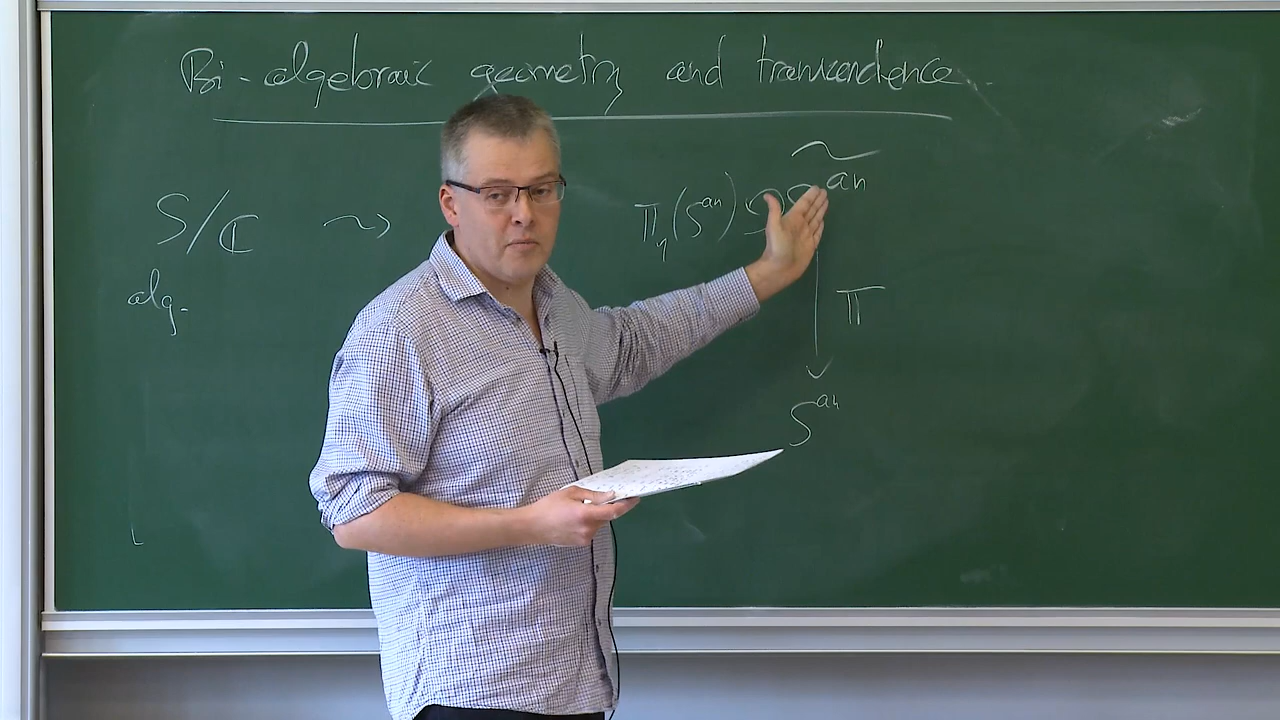 Bi-algebraic geometry and transcendence.
S/ℂ ⇝ π₁(S^an) ↻ S̃^an
alg.
π
S^an